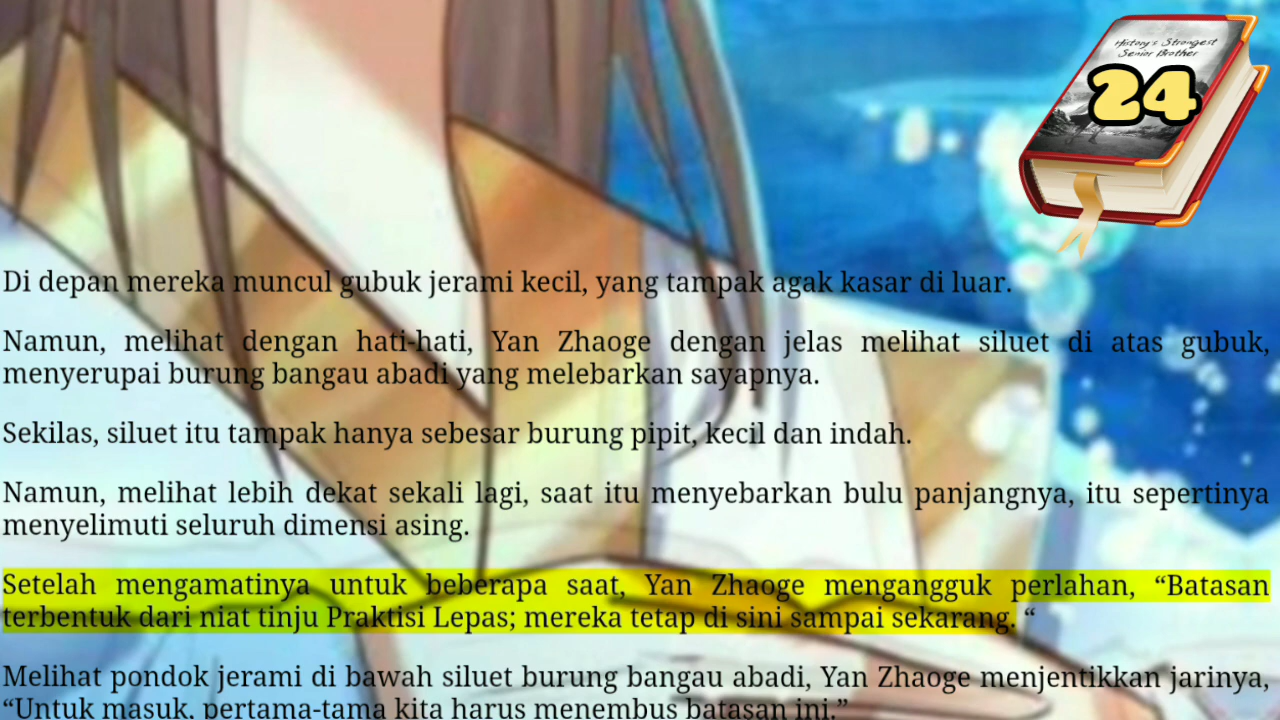 History's Strongest
Senior Brother
24
Di depan mereka muncul gubuk jerami kecil, yang tampak agak kasar di luar.
Namun, melihat dengan hati-hati, Yan Zhaoge dengan jelas melihat siluet di atas gubuk,
menyerupai burung bangau abadi yang melebarkan sayapnya.
Sekilas, siluet itu tampak hanya sebesar burung pipit, kecil dan indah.
Namun, melihat lebih dekat sekali lagi, saat itu menyebarkan bulu panjangnya, itu sepertinya
menyelimuti seluruh dimensi asing.
Setelah mengamatinya untuk beberapa saat, Yan Zhaoge mengangguk perlahan, “Batasan
terbentuk dari niat tinju Praktisi Lepas; mereka tetap di sini sampai sekarang. “
Melihat pondok jerami di bawah siluet burung bangau abadi, Yan Zhaoge menjentikkan jarinya,
“Untuk masuk, pertama-tama kita harus menembus batasan ini.”